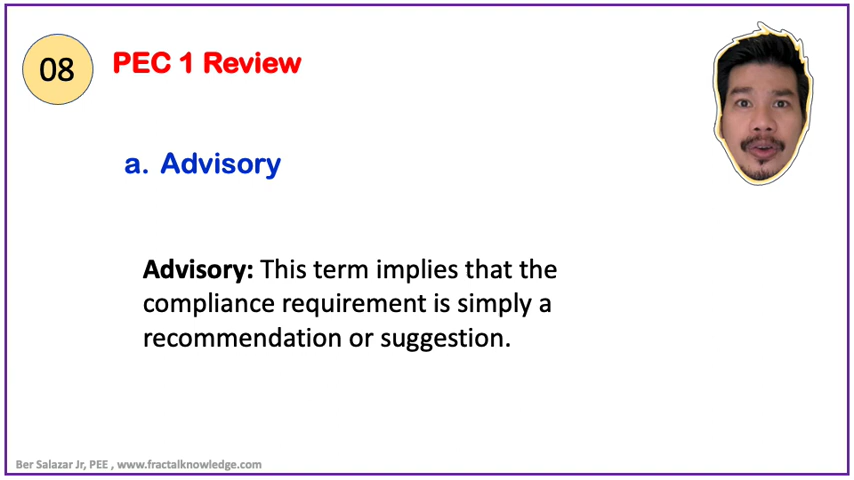 08
PEC 1 Review
a. Advisory
Advisory: This term implies that the
compliance requirement is simply a
recommendation or suggestion.
Ber Salazar Jr, PEE , www.fractalknowledge.com